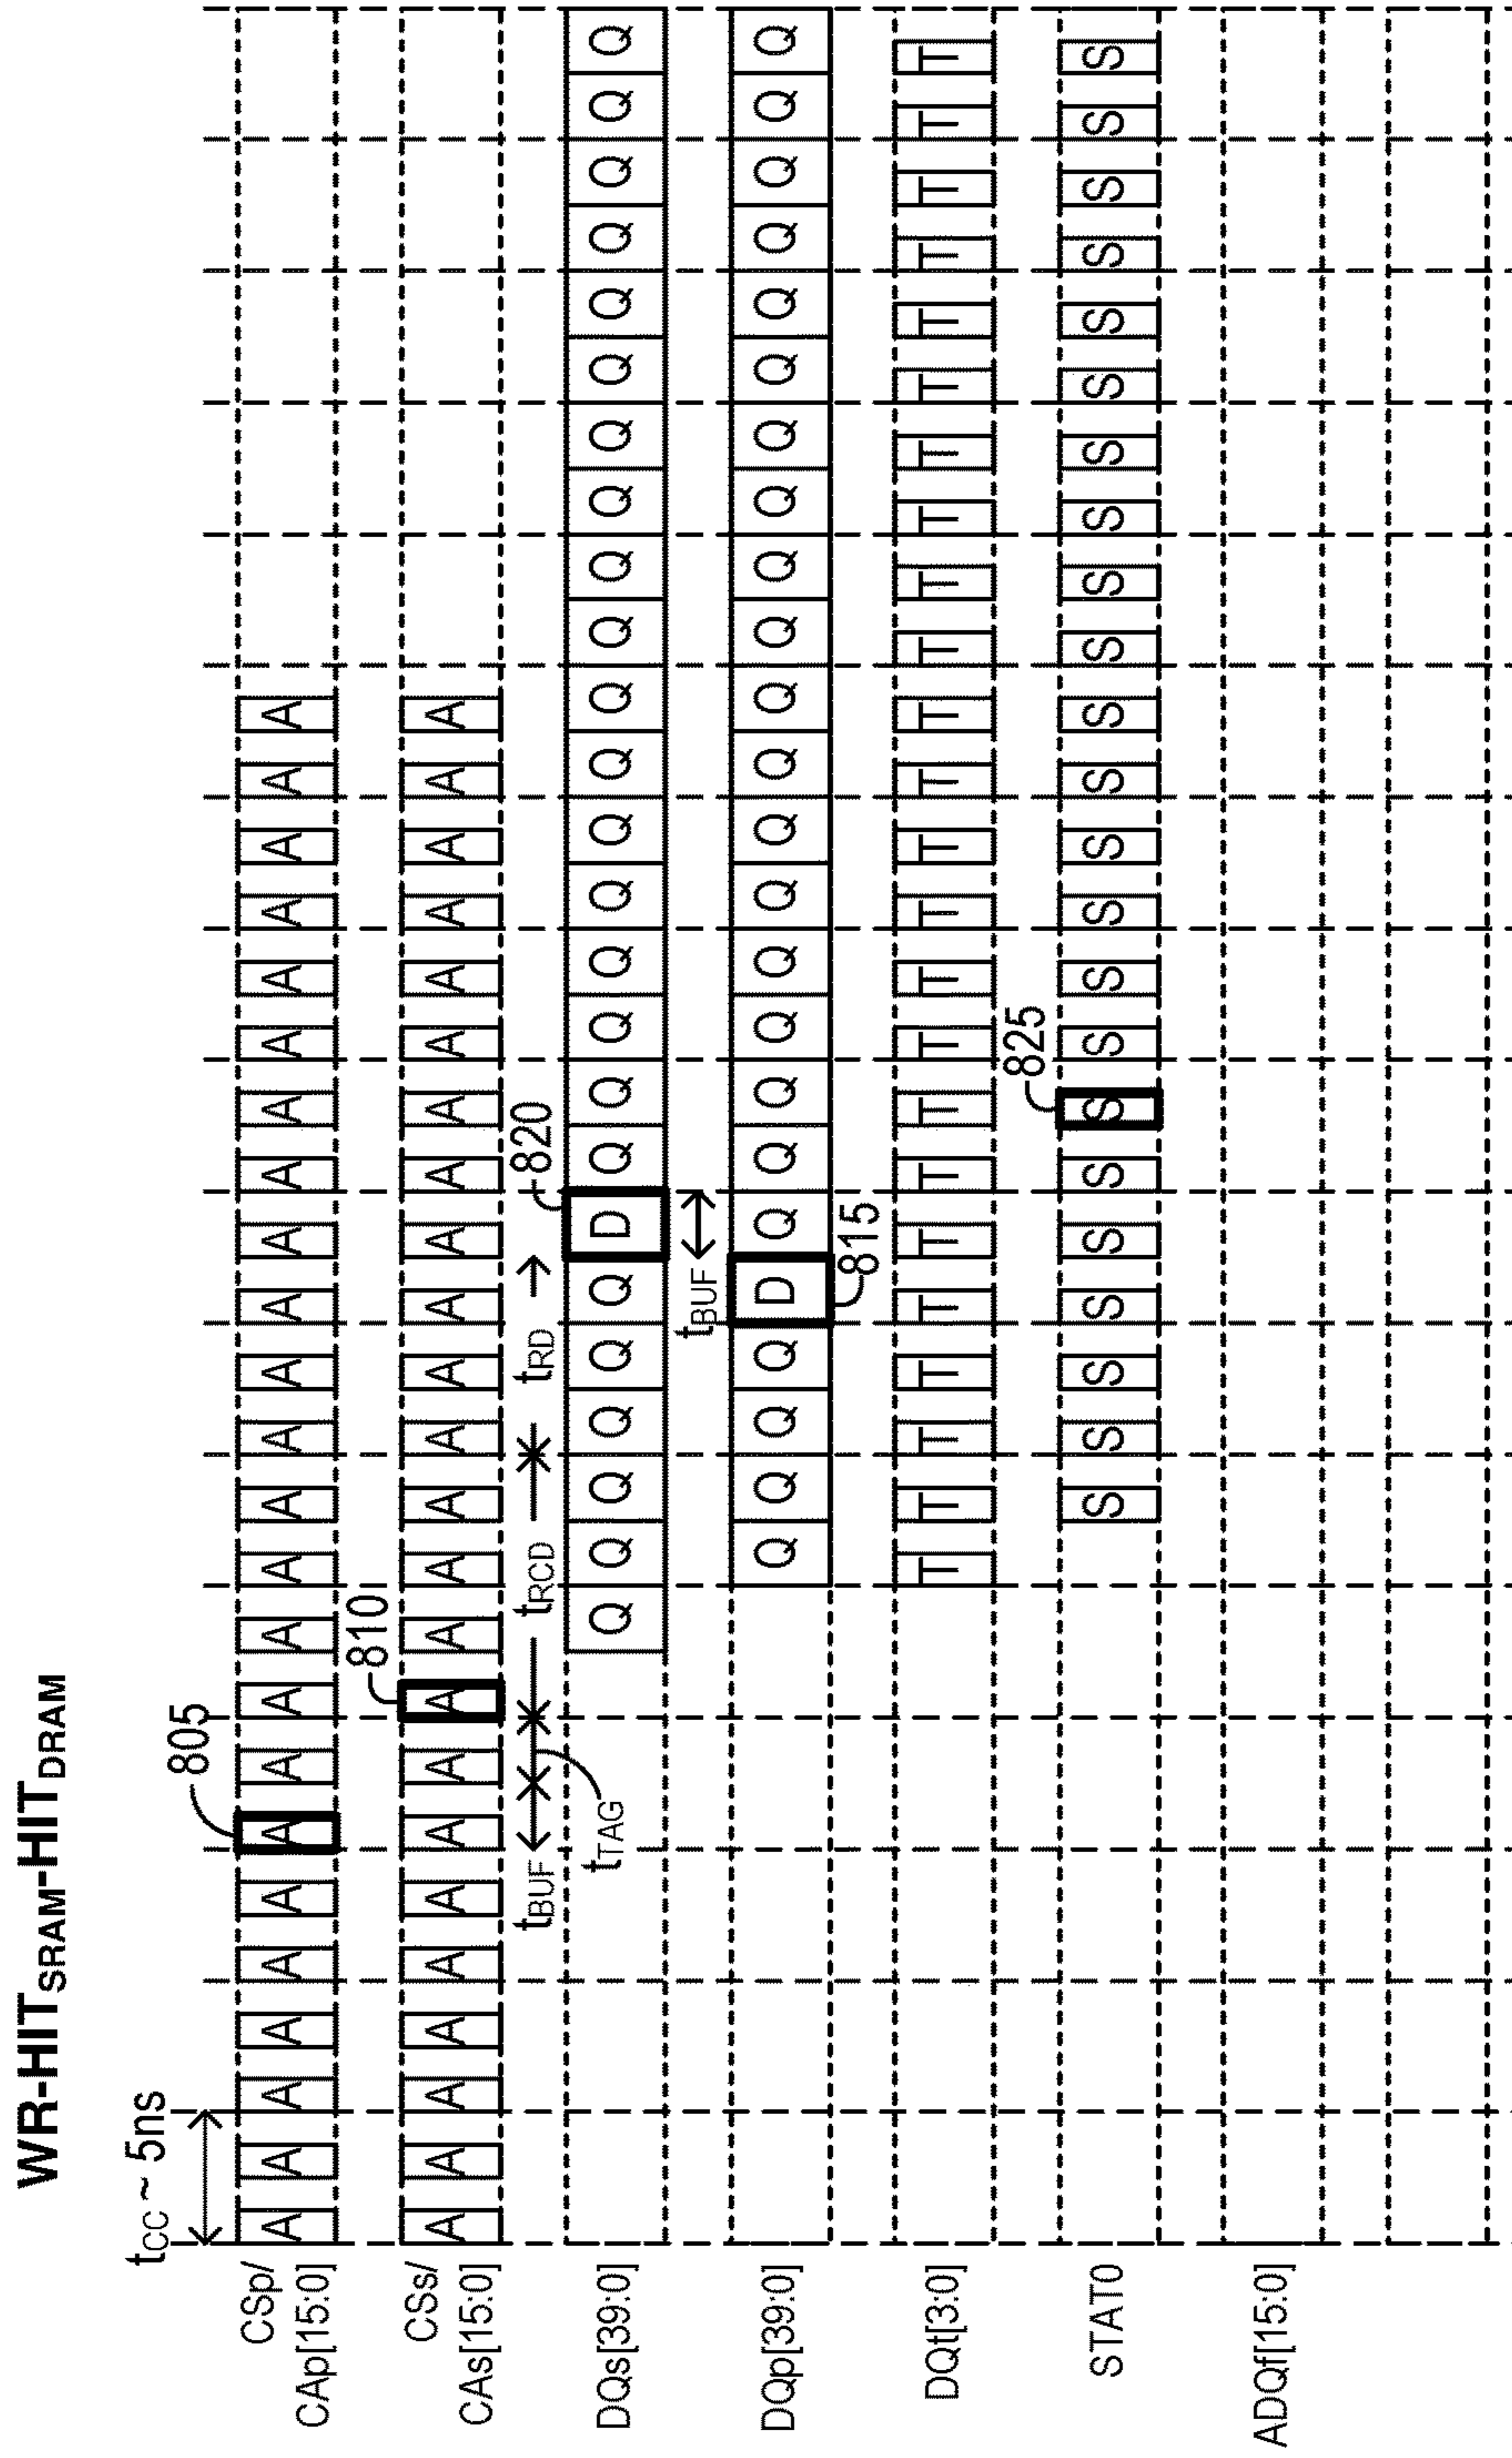 WR-HIT_SRAM-HIT_DRAM
t_CC ~ 5ns
805
CSp/
CAp[15:0]
A A A A A A A A A A A A A A A A A A A A A A A A
810
CSs/
CAs[15:0]
A A A A A A A A A A A A A A A A A A A A A A A A
t_BUF t_TAG t_RCD t_RD 820
DQs[39:0] Q Q Q Q Q Q D Q Q Q Q Q Q Q Q Q Q Q Q Q Q Q Q Q Q
t_BUF
DQp[39:0] Q Q Q Q D Q Q Q Q Q Q Q Q Q Q Q Q Q Q Q Q Q Q Q
815
DQt[3:0] T T T T T T T T T T T T T T T T T T T T T T T T
825
STAT0 S S S S S S S S S S S S S S S S S S S S S S S
ADQf[15:0]